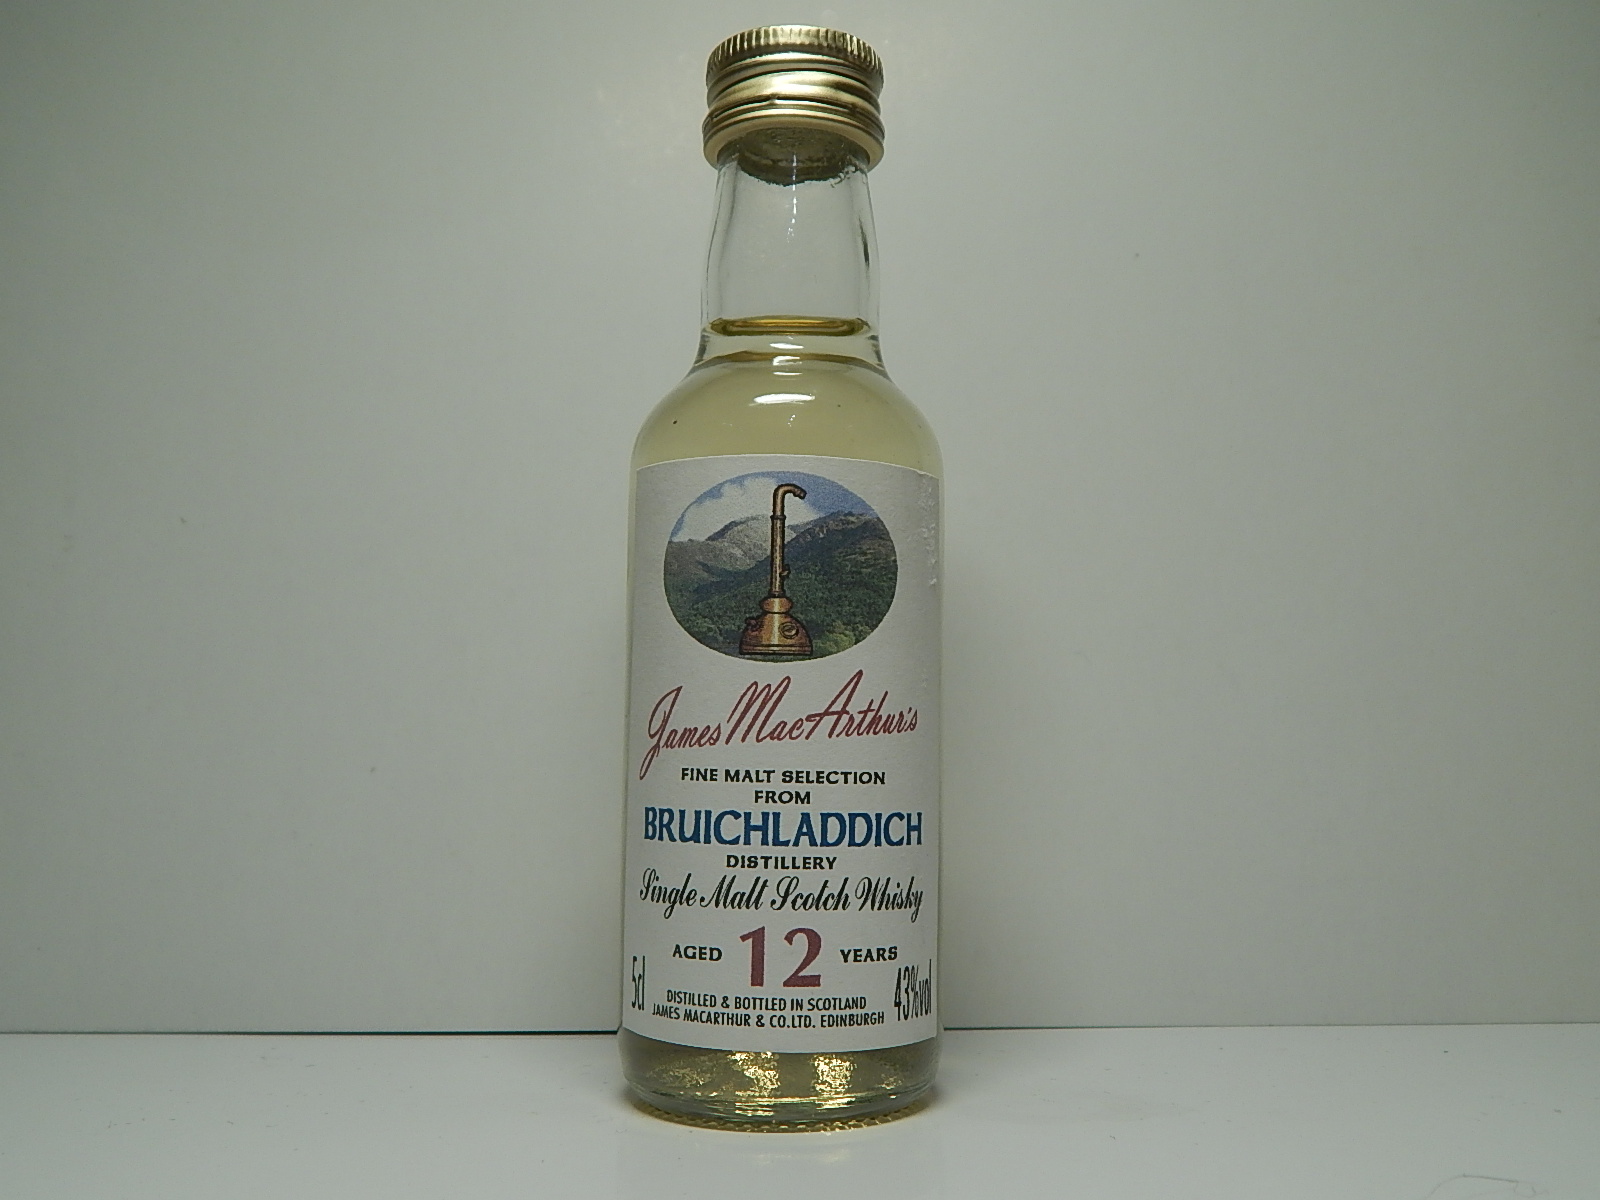 James MacArthur's
FINE MALT SELECTION
FROM
BRUICHLADDICH
DISTILLERY
Single Malt Scotch Whisky
AGED 12 YEARS
5cl
DISTILLED & BOTTLED IN SCOTLAND
JAMES MACARTHUR & CO.LTD. EDINBURGH
43%vol